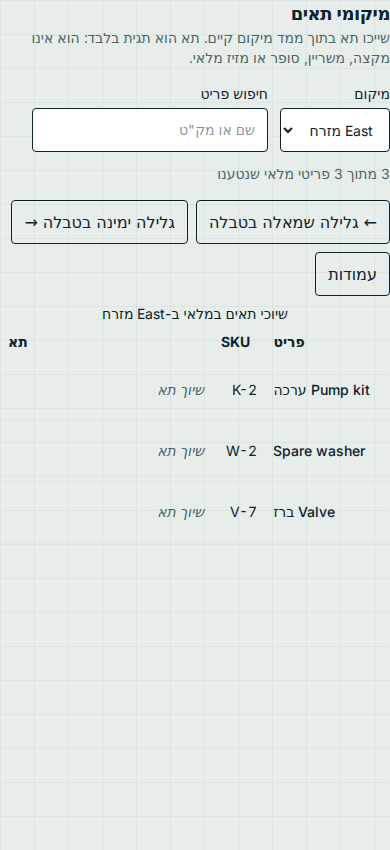 מיקומי תאים
שייכו תא בתוך ממד מיקום קיים. תא הוא תגית בלבד: הוא אינו
מקצה, משריין, סופר או מזיז מלאי.
מיקום
חיפוש פריט
East מזרח
שם או מק"ט
3 מתוך 3 פריטי מלאי שנטענו
← גלילה שמאלה בטבלה
גלילה ימינה בטבלה →
עמודות
שיוכי תאים במלאי ב-East מזרח
פריט SKU תא
Pump kit ערכה K-2 שיוך תא
Spare washer W-2 שיוך תא
Valve ברז V-7 שיוך תא